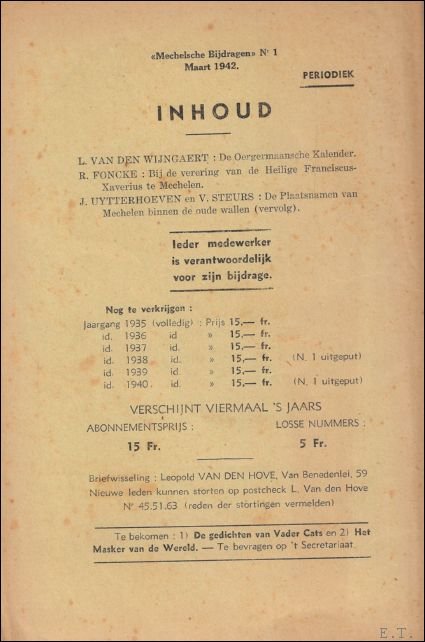 «Mechelsche Bijdragen» Nr 1
Maart 1942.
PERIODIEK
INHOUD
L. VAN DEN WIJNGAERT : De Oergermaansche Kalender.
R. FONCKE : Bij de verering van de Heilige Franciscus-
Xaverius te Mechelen.
J. UYTTERHOEVEN en V. STEURS : De Plaatsnamen van
Mechelen binnen de oude wallen (vervolg).
Ieder medewerker
is verantwoordelijk
voor zijn bijdrage.
Nog te verkrijgen :
Jaargang 1935 (volledig) : Prijs 15,— fr.
id. 1936 id » 15,— fr.
id. 1937 id. » 15,— fr.
id. 1938 id. » 15,— fr. (N. 1 uitgeput)
id. 1939 id. » 15,— fr.
id. 1940. id. » 15,— fr. (N. 1 uitgeput)
VERSCHIJNT VIERMAAL 'S JAARS
ABONNEMENTSPRIJS : LOSSE NUMMERS :
15 Fr. 5 Fr.
Briefwisseling : Leopold VAN DEN HOVE, Van Benedenlei, 59
Nieuwe leden kunnen storten op postcheck L. Van den Hove
Nr 45.51.63 (reden der stortingen vermelden)
Te bekomen : 1) De gedichten van Vader Cats en 2) Het
Masker van de Wereld. — Te bevragen op 't Secretariaat.
E.T.